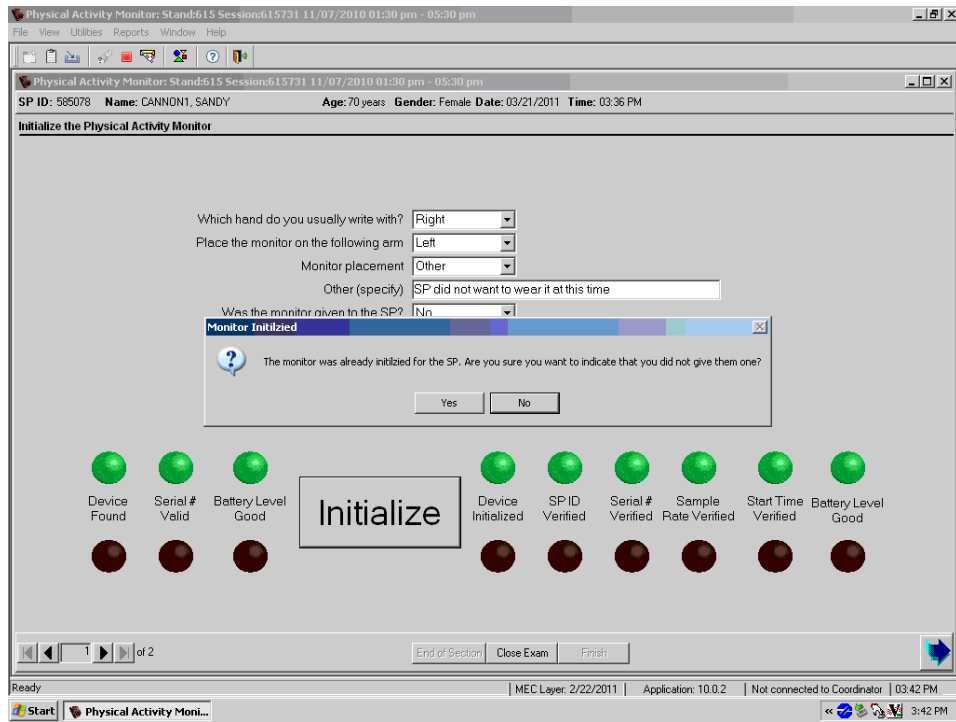 Physical Activity Monitor: Stand:615 Session:615731 11/07/2010 01:30 pm - 05:30 pm
File View Utilities Reports Window Help
Physical Activity Monitor: Stand:615 Session:615731 11/07/2010 01:30 pm - 05:30 pm
SP ID: 585078 Name: CANNON1, SANDY Age: 70 years Gender: Female Date: 03/21/2011 Time: 03:36 PM
Initialize the Physical Activity Monitor
Which hand do you usually write with? Right
Place the monitor on the following arm Left
Monitor placement Other
Other (specify) SP did not want to wear it at this time
Was the monitor given to the SP? No
Monitor Initilzied
The monitor was already initilzied for the SP. Are you sure you want to indicate that you did not give them one?
Yes No
Device Found
Serial # Valid
Battery Level Good
Initialize
Device Initialized
SP ID Verified
Serial # Verified
Sample Rate Verified
Start Time Verified
Battery Level Good
1 of 2 End of Section Close Exam Finish
Ready MEC Layer: 2/22/2011 Application: 10.0.2 Not connected to Coordinator 03:42 PM
Start Physical Activity Moni... « 3:42 PM